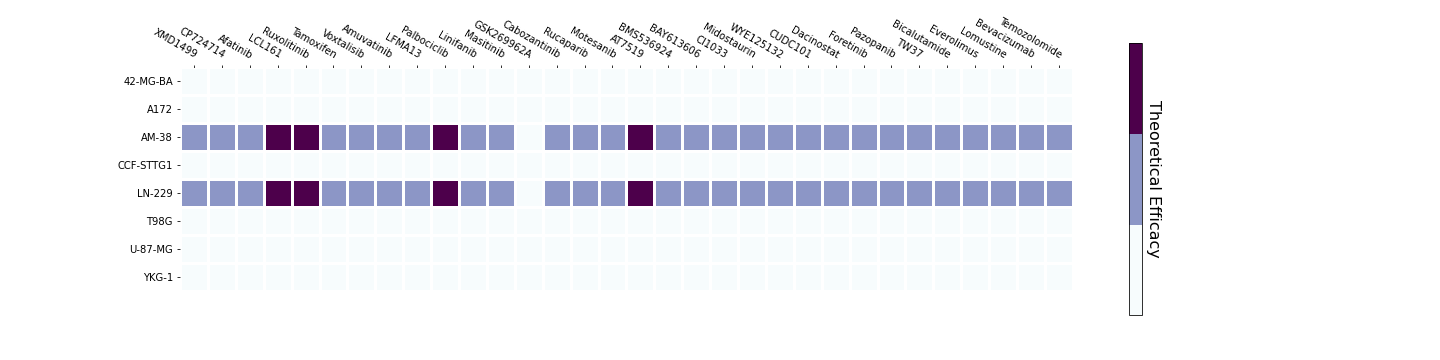 XMD1499
CP724714
Afatinib
LCL161
Ruxolitinib
Tamoxifen
Voxtalisib
Amuvatinib
LFMA13
Palbociclib
Linifanib
Masitinib
GSK269962A
Cabozantinib
Rucaparib
Motesanib
AT7519
BMS536924
BAY613606
CI1033
Midostaurin
WYE125132
CUDC101
Dacinostat
Foretinib
Pazopanib
TW37
Bicalutamide
Everolimus
Lomustine
Bevacizumab
Temozolomide
42-MG-BA
A172
AM-38
CCF-STTG1
LN-229
T98G
U-87-MG
YKG-1
Theoretical Efficacy